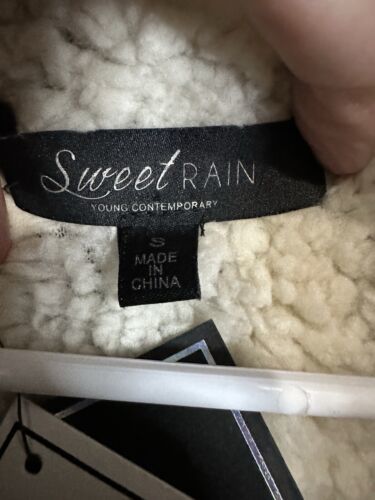 Sweet RAIN
YOUNG CONTEMPORARY
S
MADE
IN
CHINA